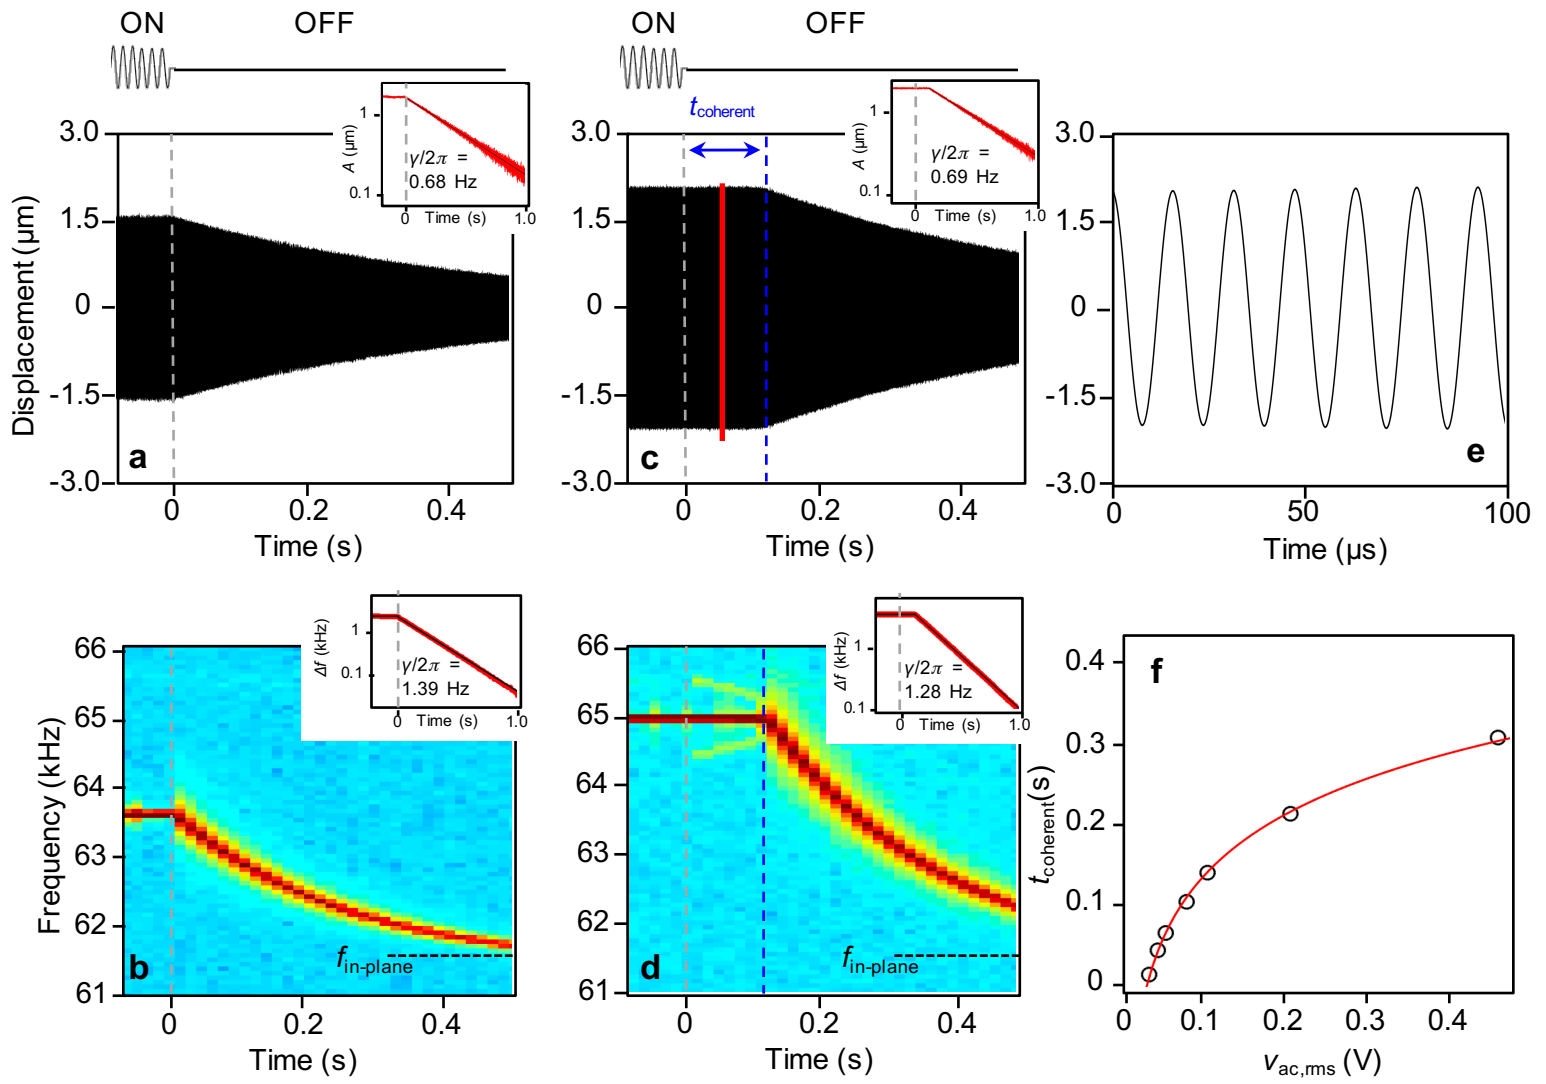 ON OFF
ON OFF
3.0
1.5
0
-1.5
-3.0
Displacement (μm)
a
0 0.2 0.4
Time (s)
1
0.1
A (μm)
γ/2π =
0.68 Hz
0 Time (s) 1.0
t coherent
3.0
1.5
0
-1.5
-3.0
c
0 0.2 0.4
Time (s)
1
0.1
A (μm)
γ/2π =
0.69 Hz
0 Time (s) 1.0
3.0
1.5
0
-1.5
-3.0
e
0 50 100
Time (μs)
66
65
64
63
62
61
Frequency (kHz)
b
f in-plane
0 0.2 0.4
Time (s)
1
0.1
Δf (kHz)
γ/2π =
1.39 Hz
0 Time (s) 1.0
66
65
64
63
62
61
d
f in-plane
0 0.2 0.4
Time (s)
1
0.1
Δf (kHz)
γ/2π =
1.28 Hz
0 Time (s) 1.0
0.4
0.3
0.2
0.1
0
t coherent (s)
f
0 0.1 0.2 0.3 0.4
v ac,rms (V)